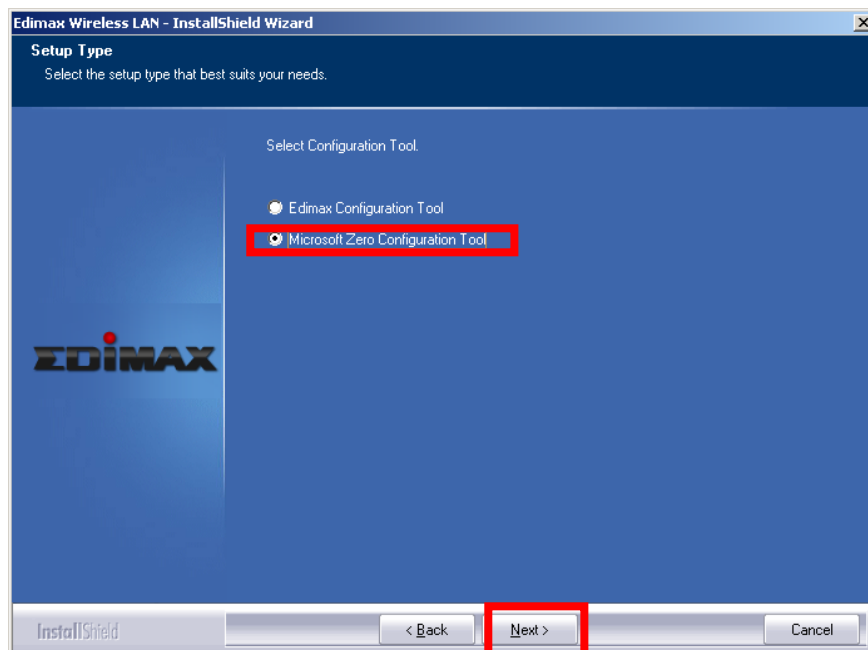 Edimax Wireless LAN - InstallShield Wizard
Setup Type
Select the setup type that best suits your needs.
Select Configuration Tool.
Edimax Configuration Tool
Microsoft Zero Configuration Tool
EDIMAX
InstallShield
< Back
Next >
Cancel